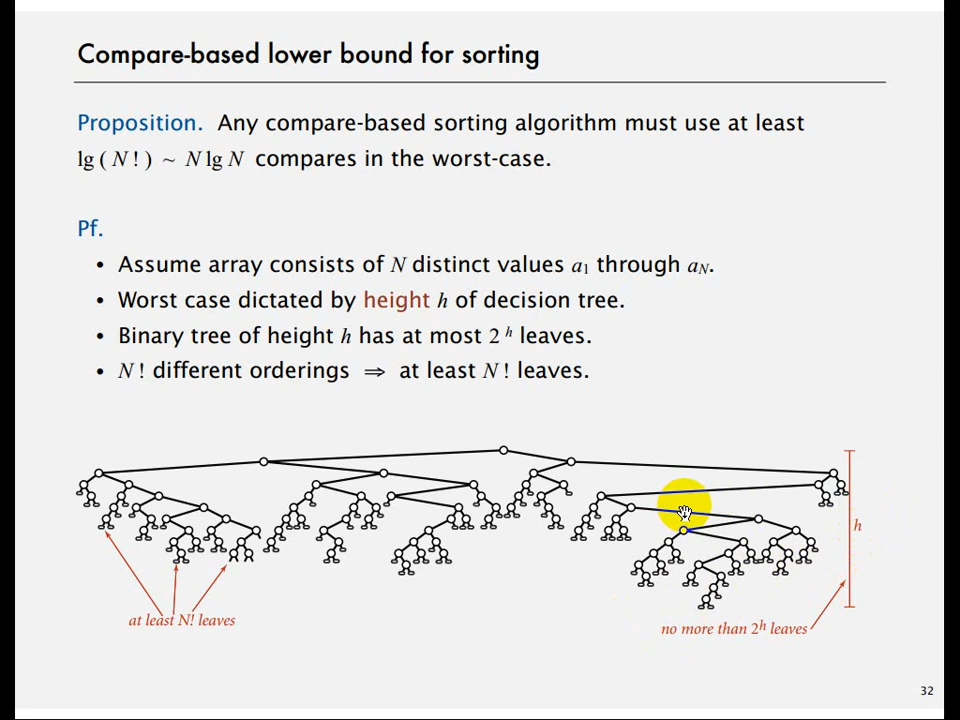 Compare-based lower bound for sorting
Proposition. Any compare-based sorting algorithm must use at least
lg ( N ! ) ~ N lg N compares in the worst-case.
Pf.
• Assume array consists of N distinct values a₁ through aN.
• Worst case dictated by height h of decision tree.
• Binary tree of height h has at most 2 ʰ leaves.
• N ! different orderings ⇒ at least N ! leaves.
h
at least N! leaves
no more than 2ʰ leaves
32